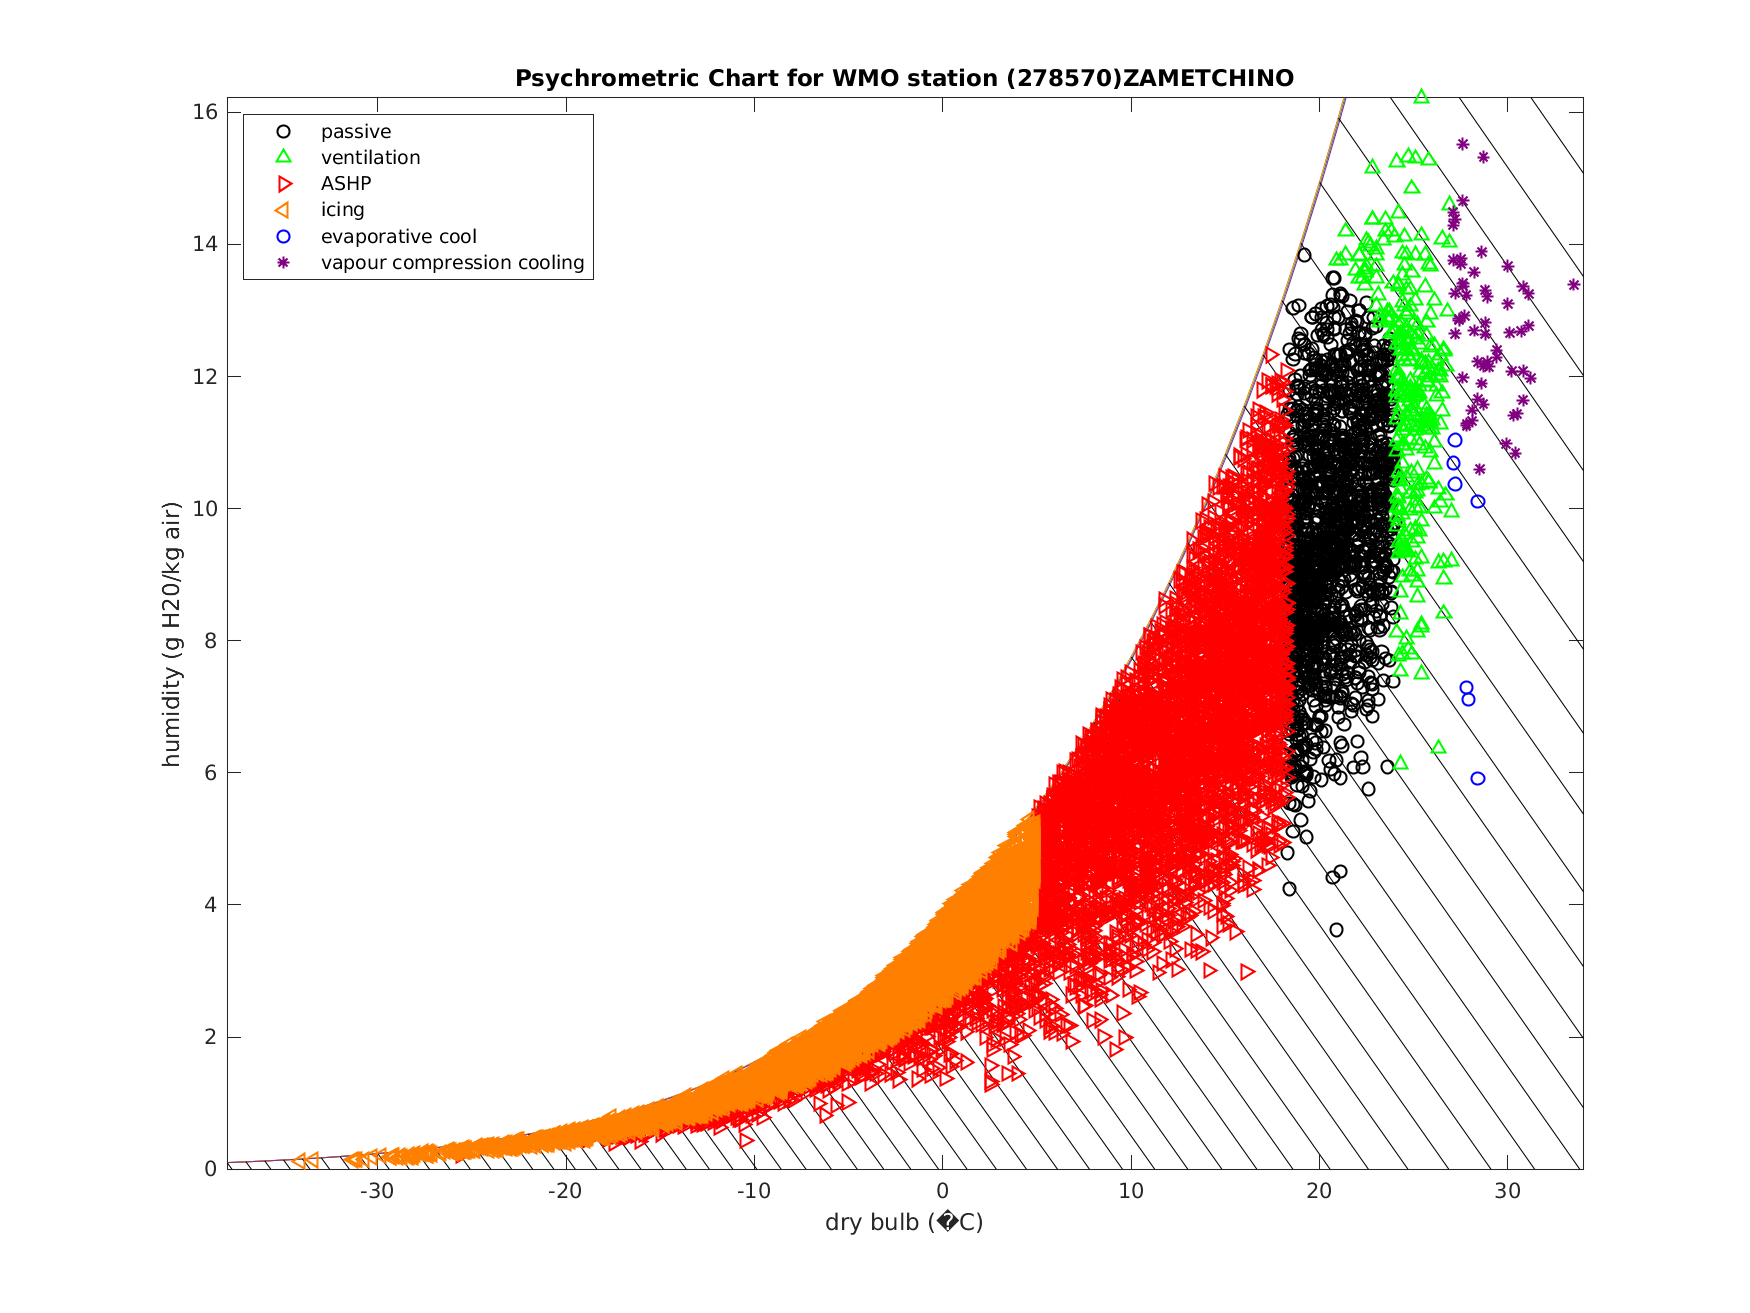 Psychrometric Chart for WMO station (278570)ZAMETCHINO
passive
ventilation
ASHP
icing
evaporative cool
vapour compression cooling
humidity (g H20/kg air)
16
14
12
10
8
6
4
2
0
-30 -20 -10 0 10 20 30
dry bulb (�C)